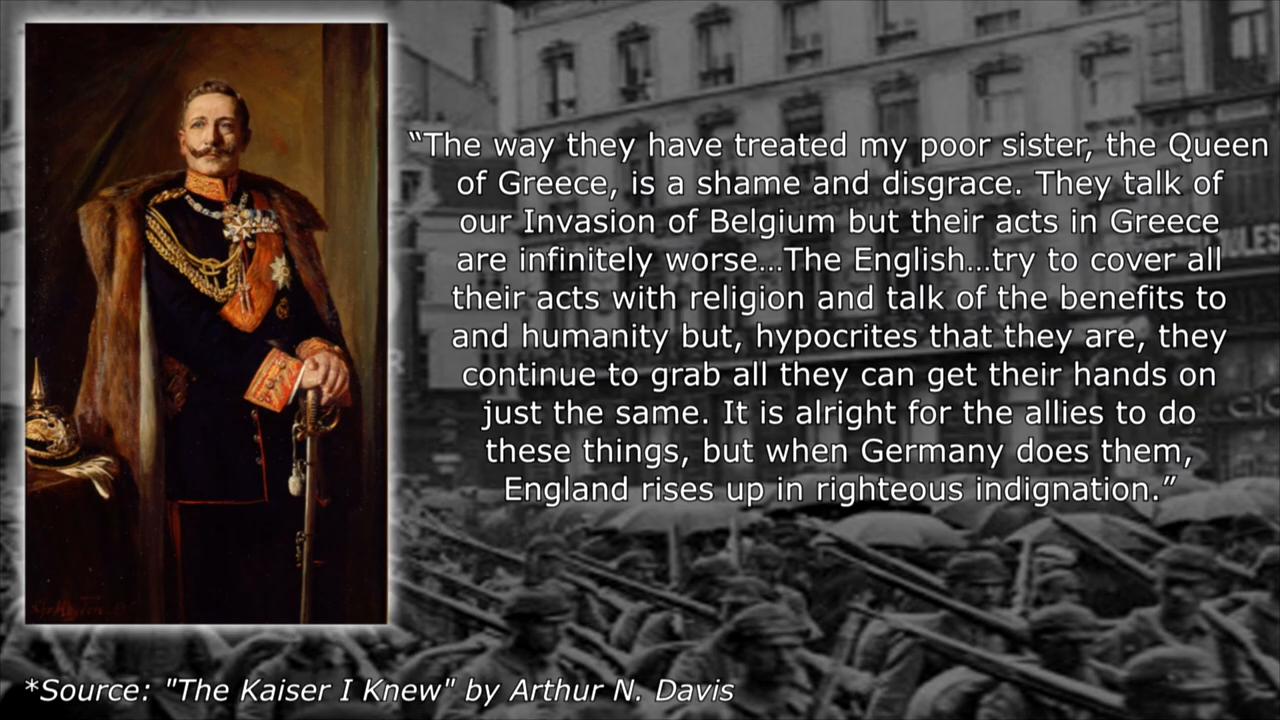 “The way they have treated my poor sister, the Queen
of Greece, is a shame and disgrace. They talk of
our Invasion of Belgium but their acts in Greece
are infinitely worse...The English...try to cover all
their acts with religion and talk of the benefits to
and humanity but, hypocrites that they are, they
continue to grab all they can get their hands on
just the same. It is alright for the allies to do
these things, but when Germany does them,
England rises up in righteous indignation.”
*Source: "The Kaiser I Knew" by Arthur N. Davis